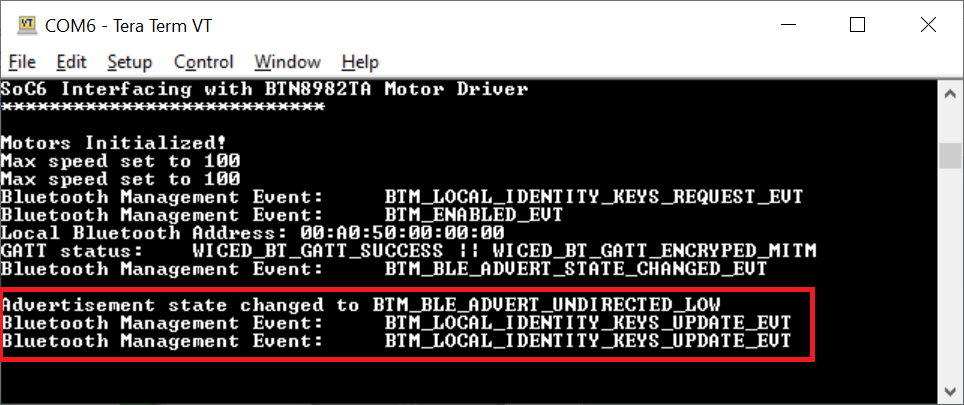 VT
COM6 - Tera Term VT
File Edit Setup Control Window Help
SoC6 Interfacing with BTN8982TA Motor Driver
***************************
Motors Initialized!
Max speed set to 100
Max speed set to 100
Bluetooth Management Event: BTM_LOCAL_IDENTITY_KEYS_REQUEST_EVT
Bluetooth Management Event: BTM_ENABLED_EVT
Local Bluetooth Address: 00:A0:50:00:00:00
GATT status: WICED_BT_GATT_SUCCESS || WICED_BT_GATT_ENCRYPED_MITM
Bluetooth Management Event: BTM_BLE_ADVERT_STATE_CHANGED_EVT
Advertisement state changed to BTM_BLE_ADVERT_UNDIRECTED_LOW
Bluetooth Management Event: BTM_LOCAL_IDENTITY_KEYS_UPDATE_EVT
Bluetooth Management Event: BTM_LOCAL_IDENTITY_KEYS_UPDATE_EVT